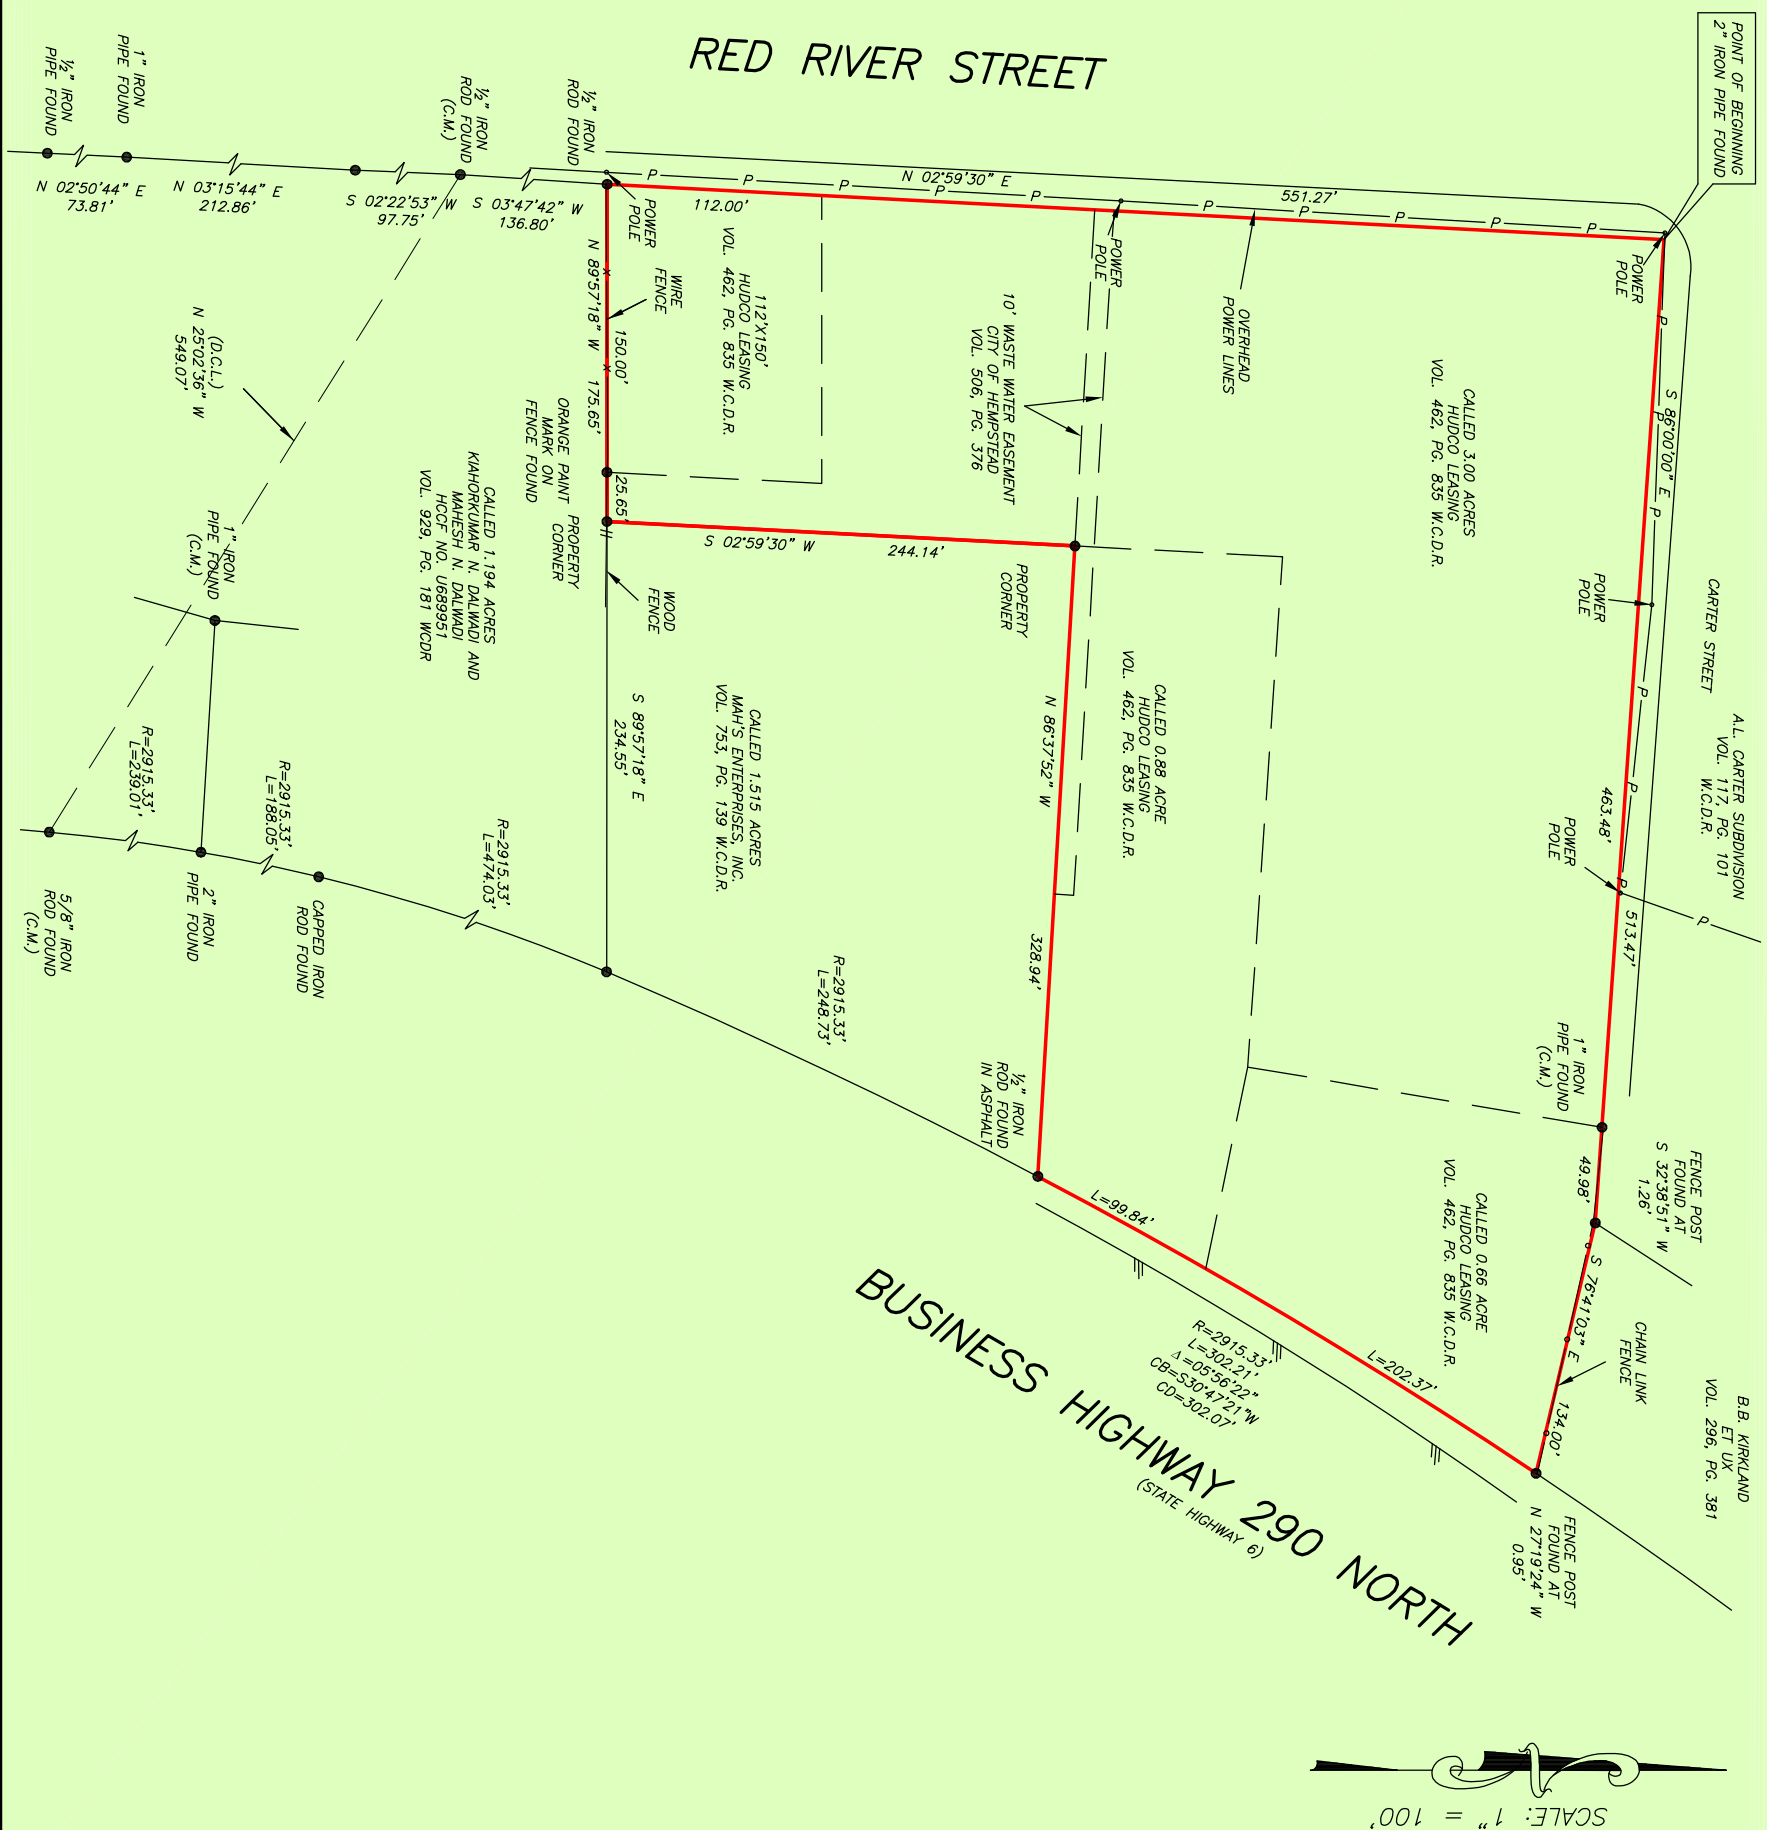 POINT OF BEGINNING
2" IRON PIPE FOUND
RED RIVER STREET
1" IRON
PIPE FOUND
½" IRON
PIPE FOUND
½" IRON
ROD FOUND
(C.M.)
½" IRON
ROD FOUND
N 02°50'44" E
73.81'
N 03°15'44" E
212.86'
S 02°22'53" W
97.75'
S 03°47'42" W
136.80'
POWER
POLE
P P P P P P P P P P
112.00'
N 02°59'30" E
551.27'
POWER
POLE
POWER
POLE
OVERHEAD
POWER LINES
112'X150'
HUDCO LEASING
VOL. 462, PG. 835 W.C.D.R.
WIRE
FENCE
N 89°57'18" W 175.65'
150.00'
x x
25.65'
10' WASTE WATER EASEMENT
CITY OF HEMPSTEAD
VOL. 506, PG. 376
CALLED 3.00 ACRES
HUDCO LEASING
VOL. 462, PG. 835 W.C.D.R.
S 86°00'00" E
513.47'
463.48'
P P P P P P P
POWER
POLE
CARTER STREET
A.L. CARTER SUBDIVISION
VOL. 117, PG. 101
W.C.D.R.
POWER
POLE
ORANGE PAINT
MARK ON
FENCE FOUND
PROPERTY
CORNER
S 02°59'30" W
244.14'
PROPERTY
CORNER
WOOD
FENCE
(D.C.L.)
N 25°02'36" W
549.07'
CALLED 1.194 ACRES
KIAHORKUMAR N. DALWADI AND
MAHESH N. DALWADI
HCCF NO. U689951
VOL. 929, PG. 181 WCDR
1" IRON
PIPE FOUND
(C.M.)
S 89°57'18" E
234.55'
CALLED 1.515 ACRES
MAH'S ENTERPRISES, INC.
VOL. 753, PG. 139 W.C.D.R.
CALLED 0.88 ACRE
HUDCO LEASING
VOL. 462, PG. 835 W.C.D.R.
N 86°37'52" W
328.94'
R=2915.33'
L=239.01'
R=2915.33'
L=188.05'
R=2915.33'
L=474.03'
R=2915.33'
L=248.73'
5/8" IRON
ROD FOUND
(C.M.)
2" IRON
PIPE FOUND
CAPPED IRON
ROD FOUND
½" IRON
ROD FOUND
IN ASPHALT
1" IRON
PIPE FOUND
(C.M.)
49.98'
FENCE POST
FOUND AT
S 32°38'51" W
1.26'
CALLED 0.66 ACRE
HUDCO LEASING
VOL. 462, PG. 835 W.C.D.R.
S 76°41'03" E
134.00'
CHAIN LINK
FENCE
B.B. KIRKLAND
ET UX
VOL. 296, PG. 381
L=99.84'
L=202.37'
R=2915.33'
L=302.21'
Δ=05°56'22"
CB=S30°47'21"W
CD=302.07'
BUSINESS HIGHWAY 290 NORTH
(STATE HIGHWAY 6)
FENCE POST
FOUND AT
N 27°19'24" W
0.95'
SCALE: 1" = 100'